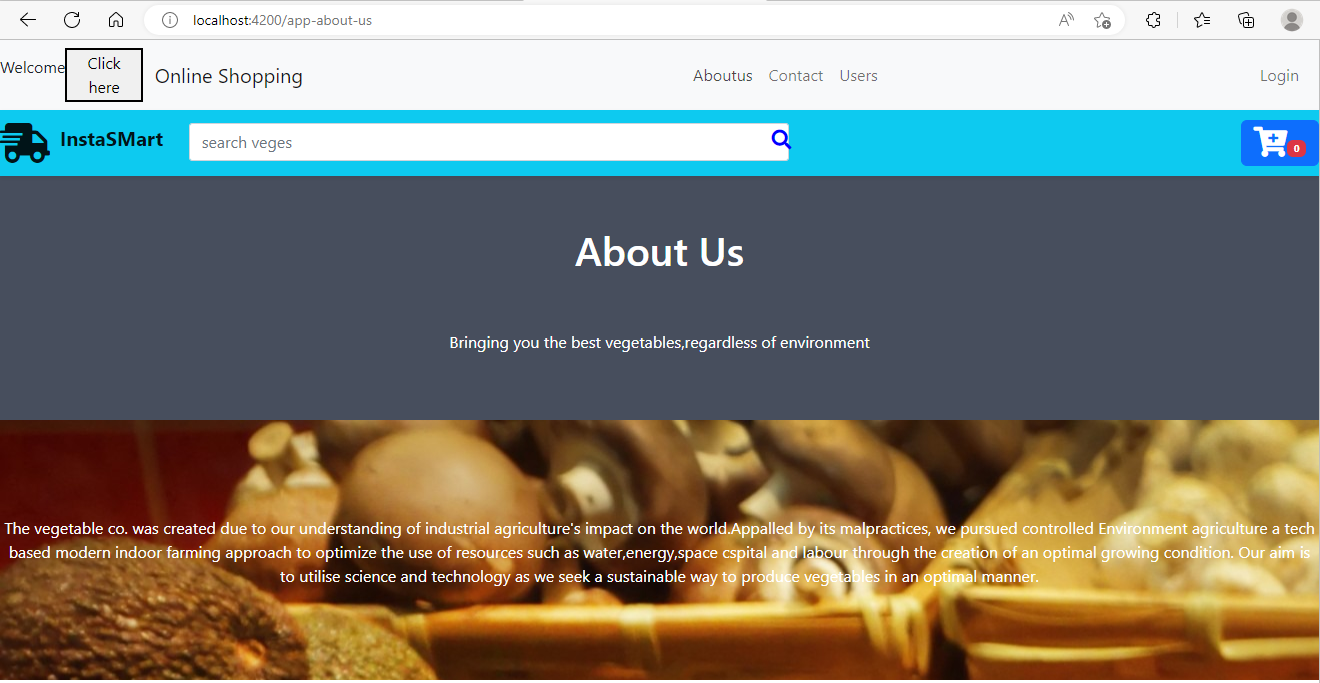 localhost:4200/app-about-us
Welcome
Click
here
Online Shopping
Aboutus
Contact
Users
Login
InstaSMart
search veges
0
About Us
Bringing you the best vegetables,regardless of environment
The vegetable co. was created due to our understanding of industrial agriculture's impact on the world.Appalled by its malpractices, we pursued controlled Environment agriculture a tech
based modern indoor farming approach to optimize the use of resources such as water,energy,space cspital and labour through the creation of an optimal growing condition. Our aim is
to utilise science and technology as we seek a sustainable way to produce vegetables in an optimal manner.